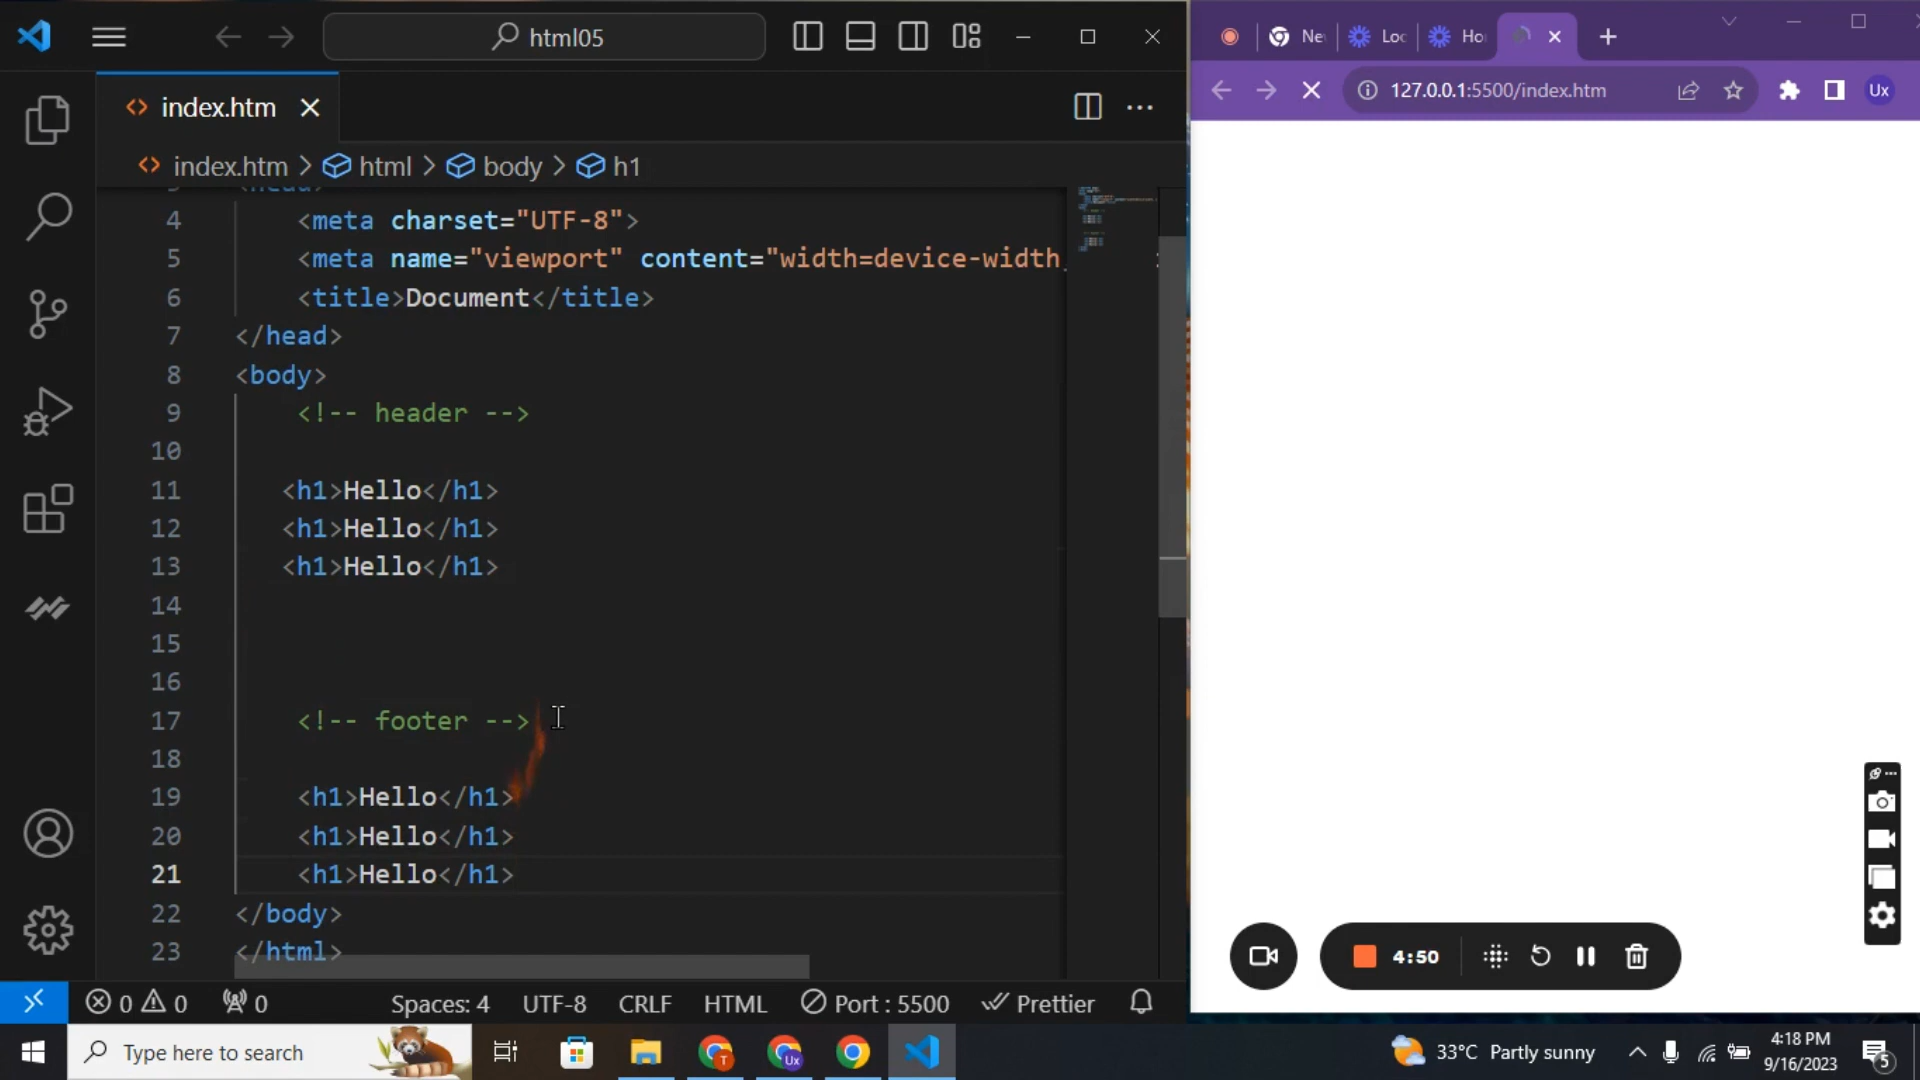 html05
index.htm
index.htm > html > body > h1
4 <meta charset="UTF-8">
5 <meta name="viewport" content="width=device-width,
6 <title>Document</title>
7 </head>
8 <body>
9 <!-- header -->
10
11 <h1>Hello</h1>
12 <h1>Hello</h1>
13 <h1>Hello</h1>
14
15
16
17 <!-- footer -->
18
19 <h1>Hello</h1>
20 <h1>Hello</h1>
21 <h1>Hello</h1>
22 </body>
23 </html>
0 0 0 Spaces: 4 UTF-8 CRLF HTML Port : 5500 Prettier
Ne Loc Ho
127.0.0.1:5500/index.htm Ux
4:50
Type here to search T Ux 33°C Partly sunny 4:18 PM
9/16/2023 5